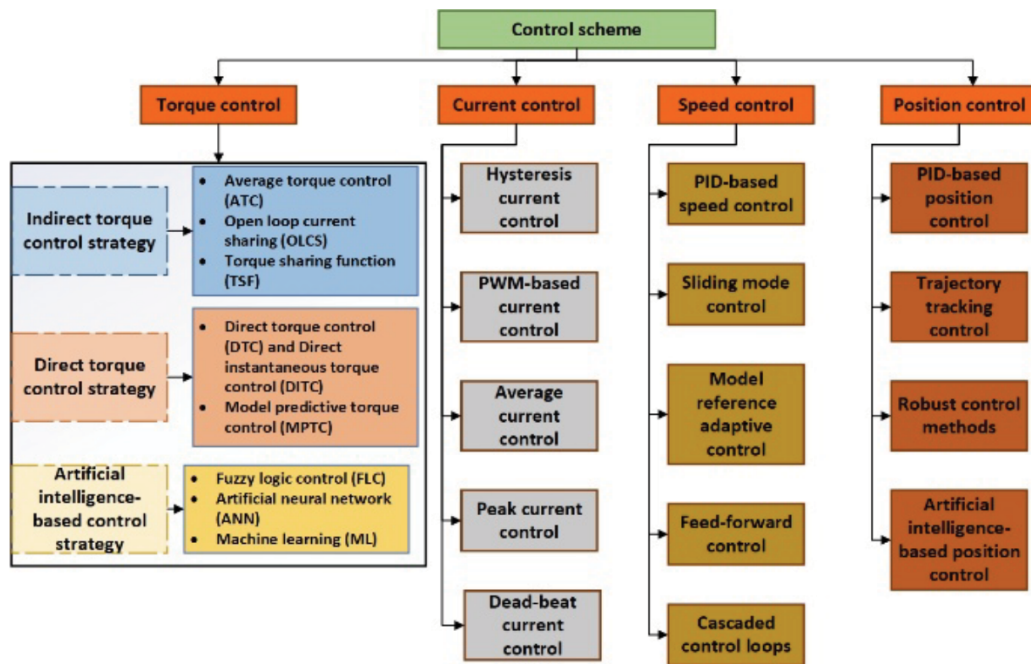 Control scheme
Torque control
Current control
Speed control
Position control
Indirect torque
control strategy
• Average torque control
(ATC)
• Open loop current
sharing (OLCS)
• Torque sharing function
(TSF)
Direct torque
control strategy
• Direct torque control
(DTC) and Direct
instantaneous torque
control (DITC)
• Model predictive torque
control (MPTC)
Artificial
intelligence-
based control
strategy
• Fuzzy logic control (FLC)
• Artificial neural network
(ANN)
• Machine learning (ML)
Hysteresis
current
control
PWM-based
current
control
Average
current
control
Peak current
control
Dead-beat
current
control
PID-based
speed control
Sliding mode
control
Model
reference
adaptive
control
Feed-forward
control
Cascaded
control loops
PID-based
position
control
Trajectory
tracking
control
Robust control
methods
Artificial
intelligence-
based position
control